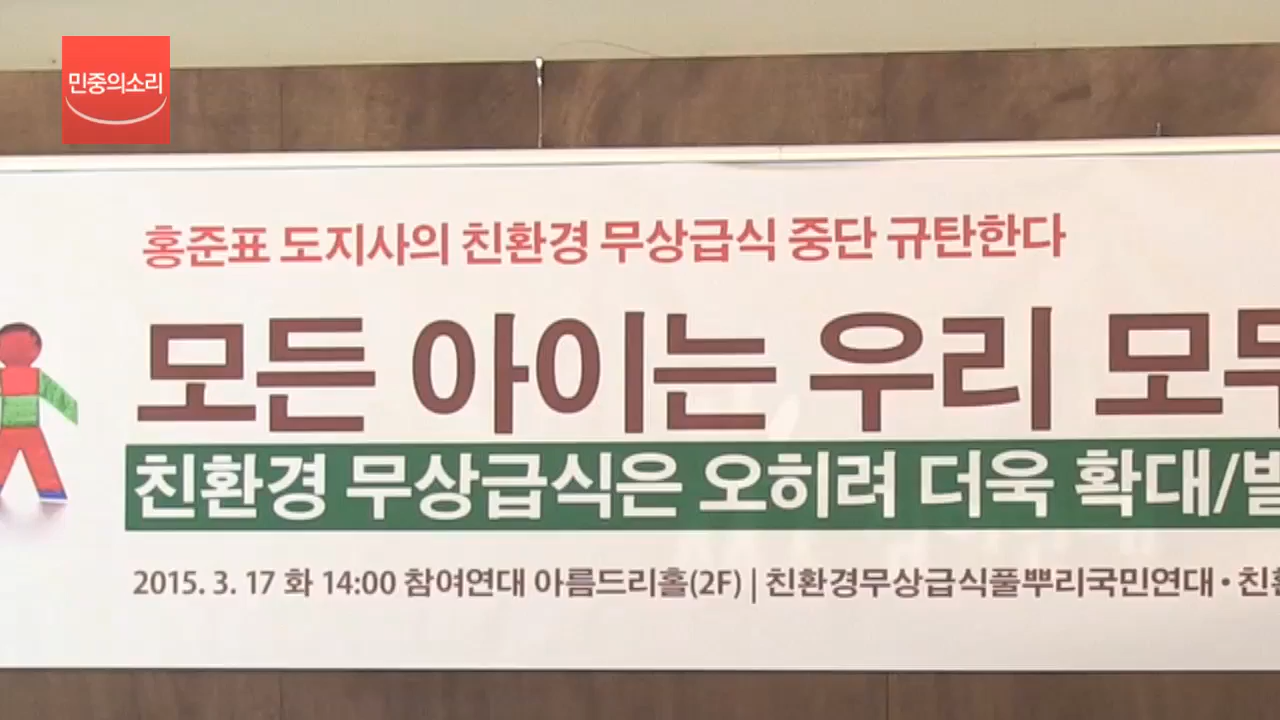 민중의소리
홍준표 도지사의 친환경 무상급식 중단 규탄한다
모든 아이는 우리 모두
친환경 무상급식은 오히려 더욱 확대/발
2015. 3. 17 화 14:00 참여연대 아름드리홀(2F) | 친환경무상급식풀뿌리국민연대 • 친환